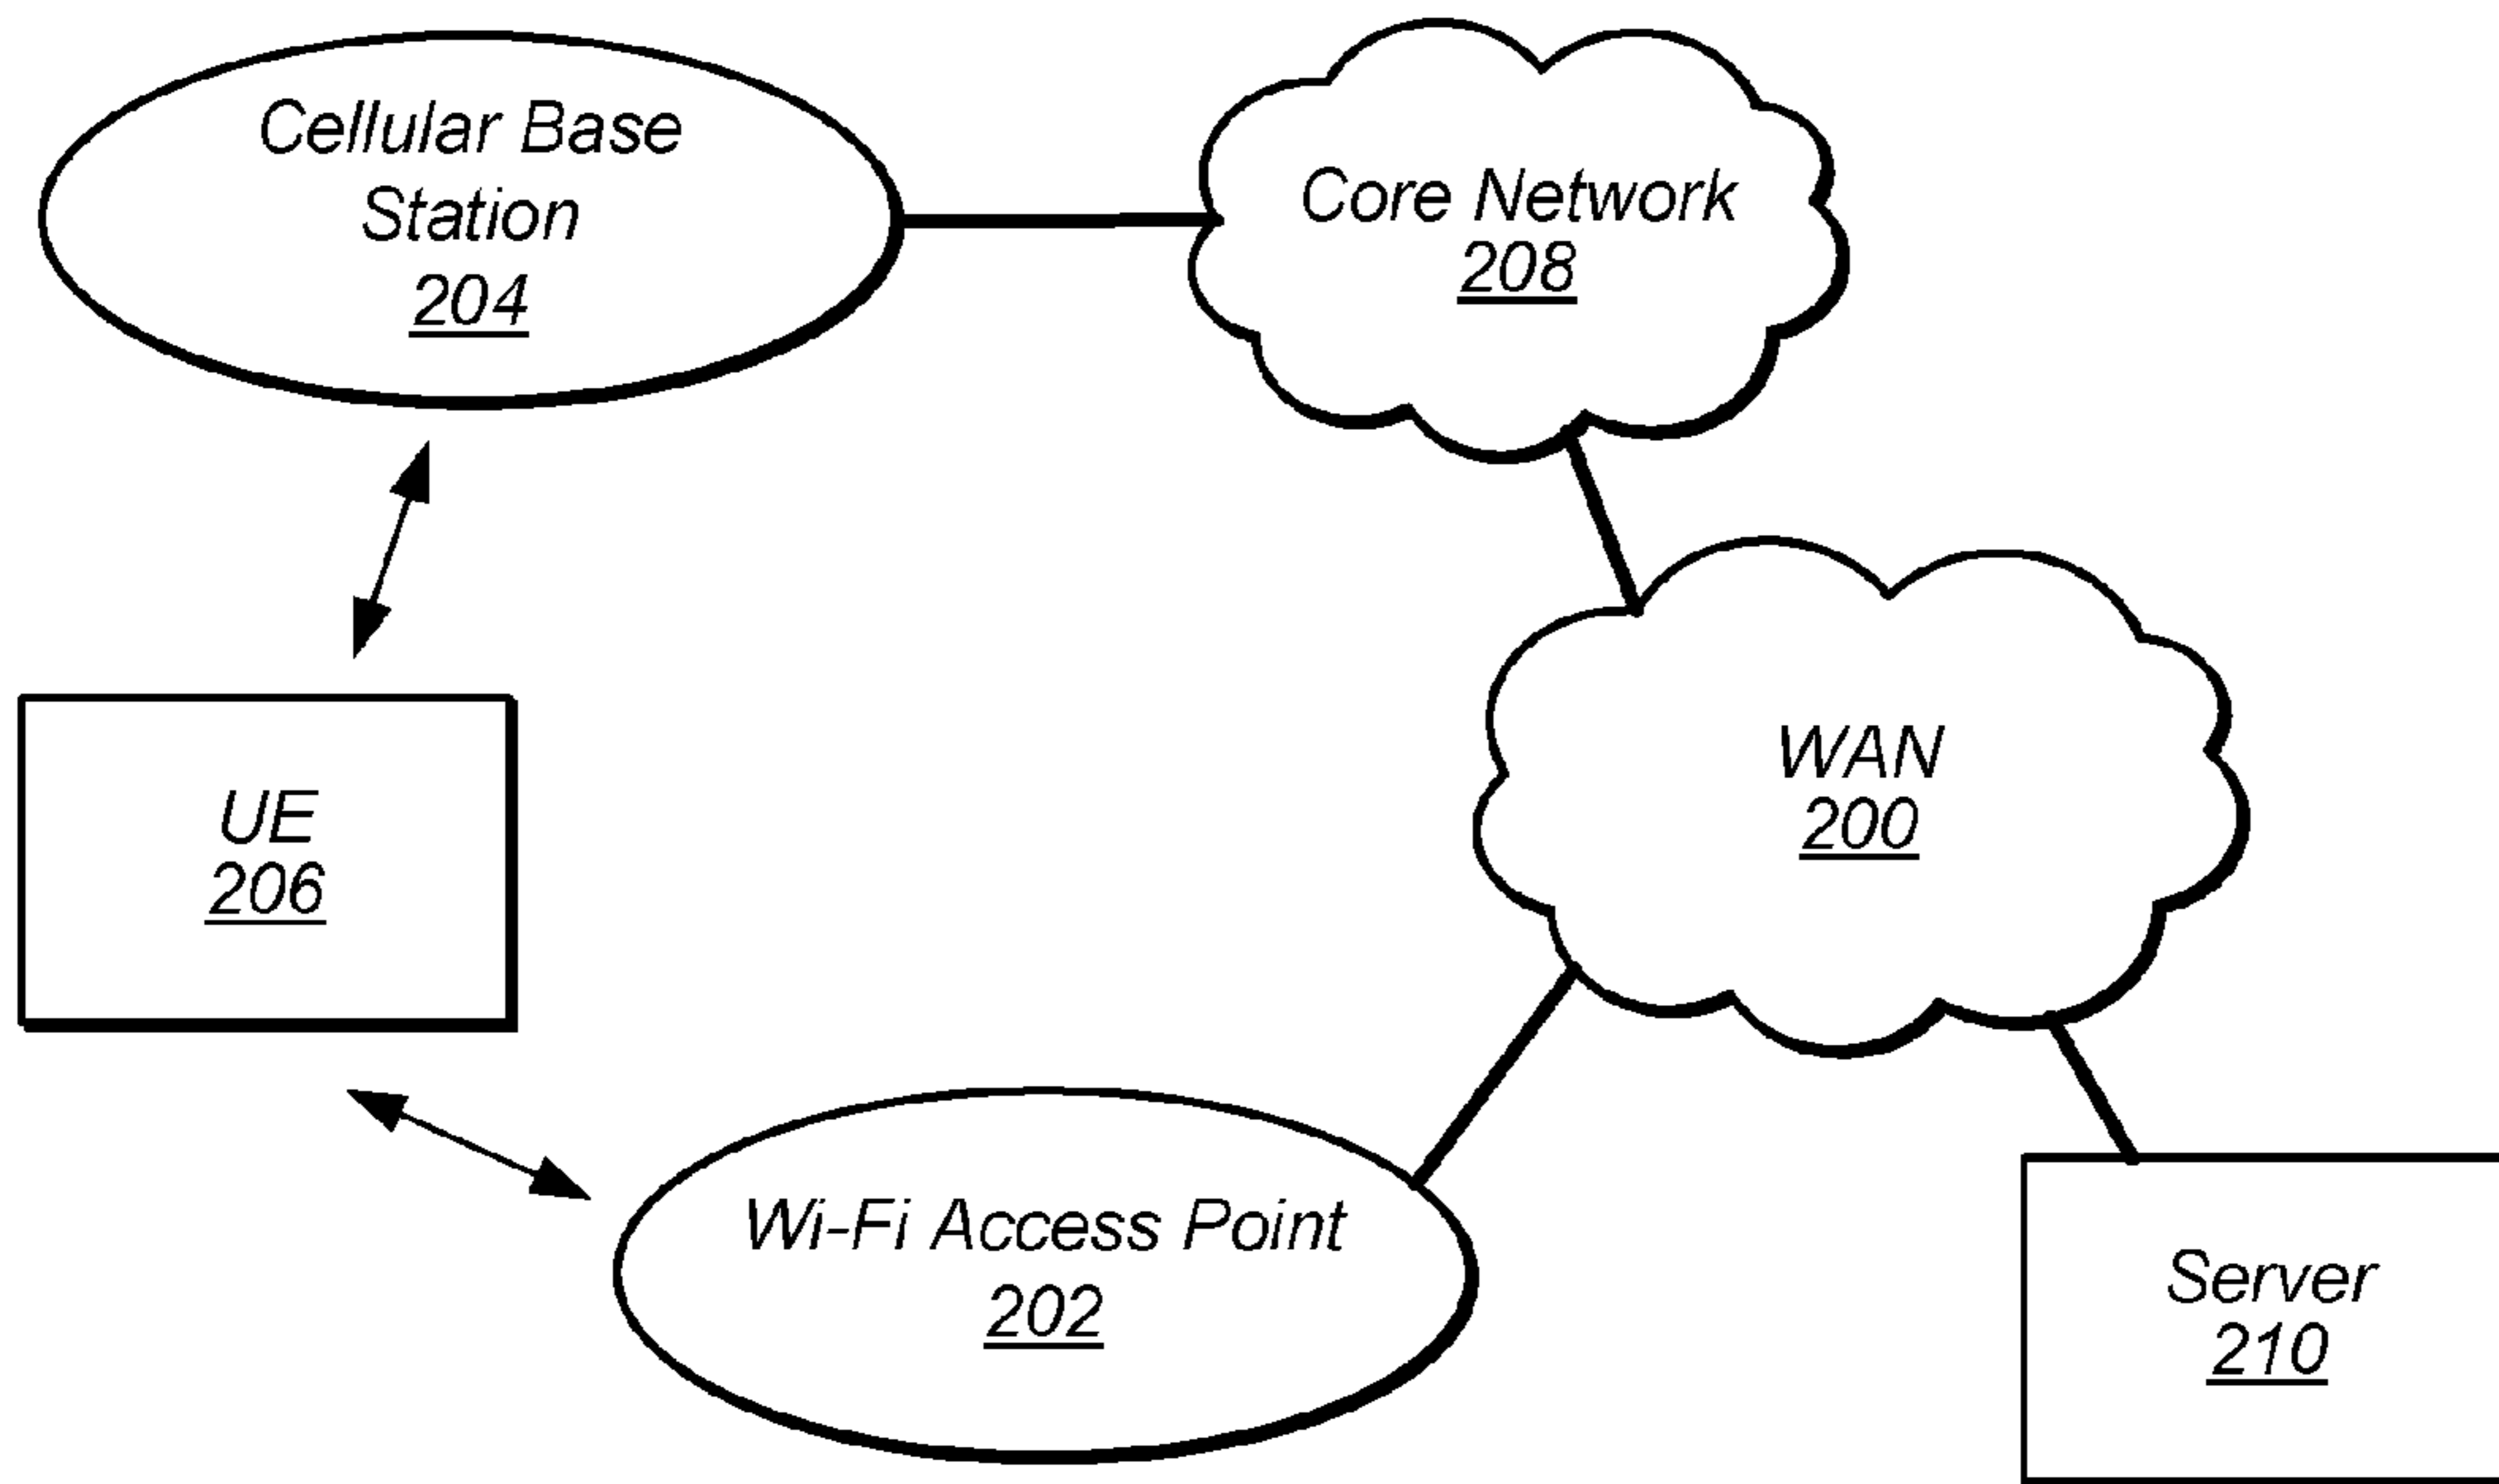 Cellular Base
Station
204
Core Network
208
UE
206
WAN
200
Wi-Fi Access Point
202
Server
210